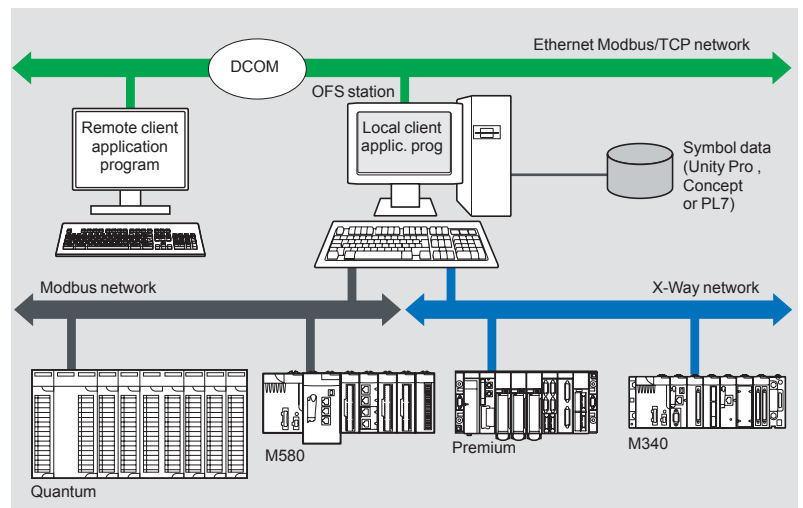 Ethernet Modbus/TCP network
DCOM
OFS station
Remote client
application
program
Local client
applic. prog
Symbol data
(Unity Pro ,
Concept
or PL7)
Modbus network
X-Way network
M580
Premium
M340
Quantum